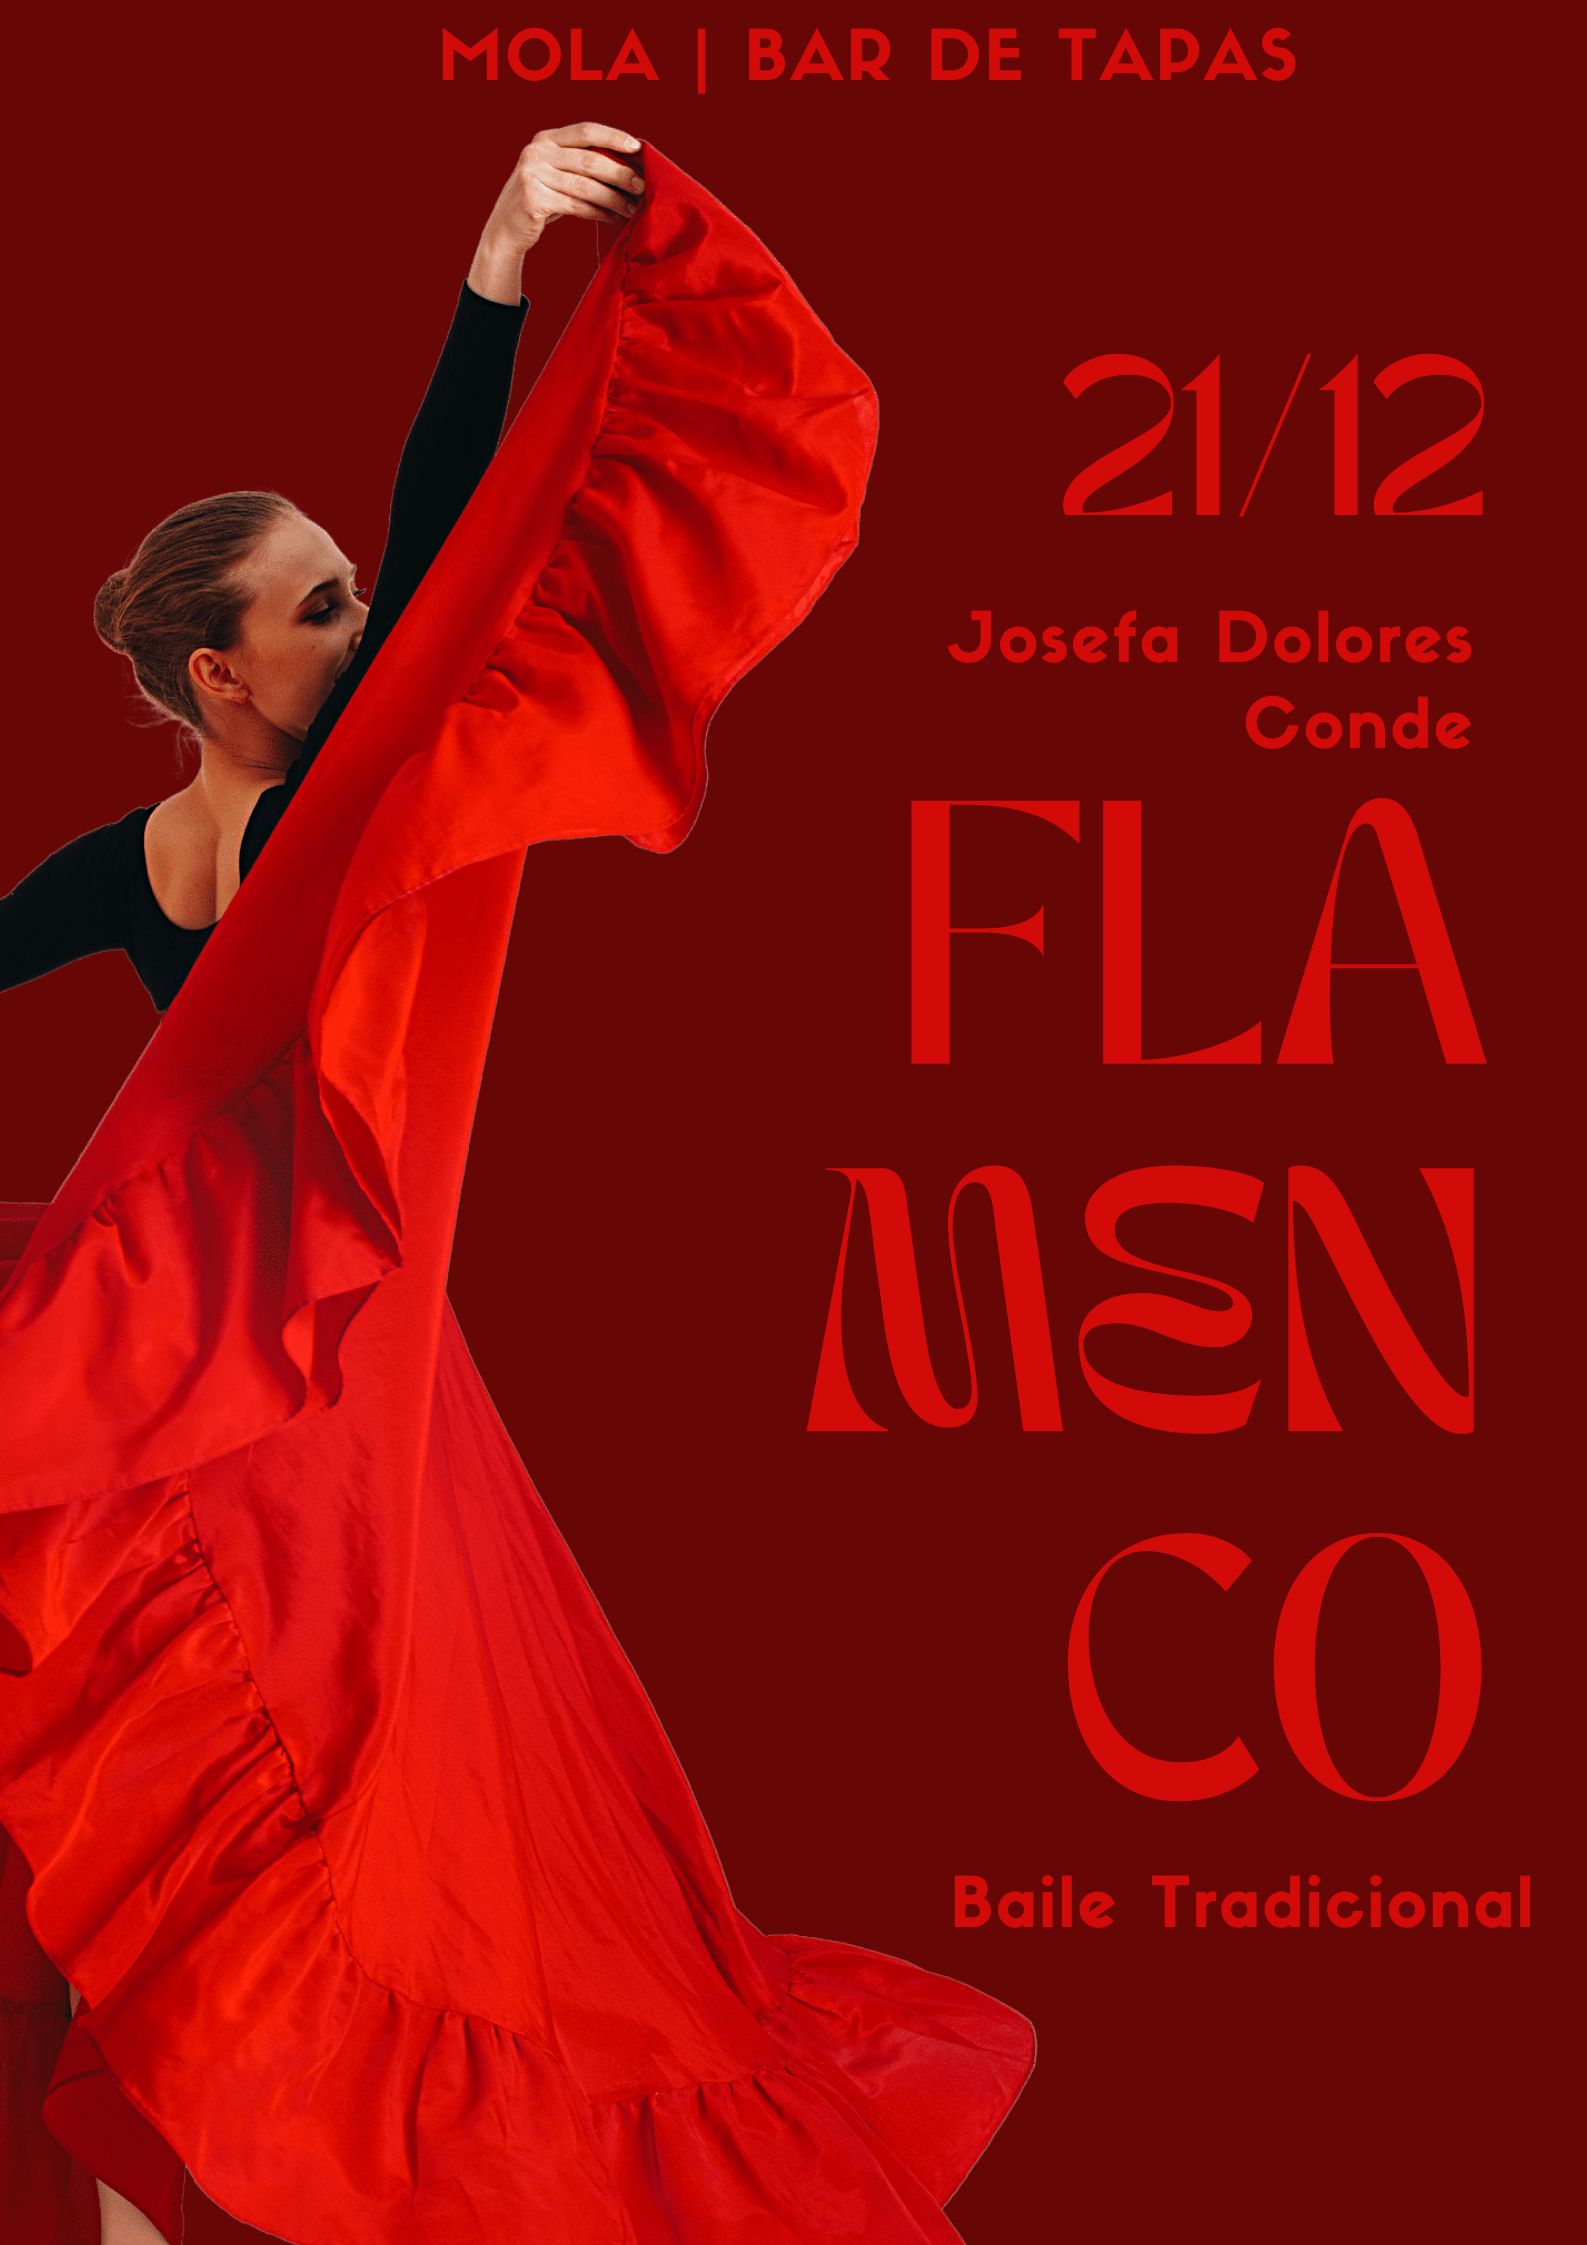 MOLA | BAR DE TAPAS
21/12
Josefa Dolores
Conde
FLA
MEN
CO
Baile Tradicional